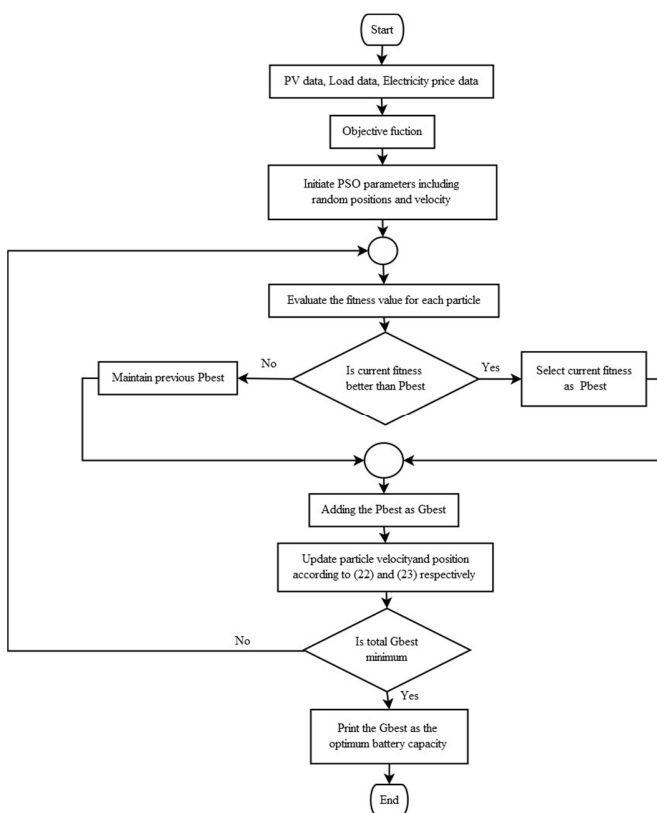 Start
PV data, Load data, Electricity price data
Objective fuction
Initiate PSO parameters including
random positions and velocity
Evaluate the fitness value for each particle
No
Maintain previous Pbest
Is current fitness
better than Pbest
Yes
Select current fitness
as Pbest
Adding the Pbest as Gbest
Update particle velocityand position
according to (22) and (23) respectively
No
Is total Gbest
minimum
Yes
Print the Gbest as the
optimum battery capacity
End